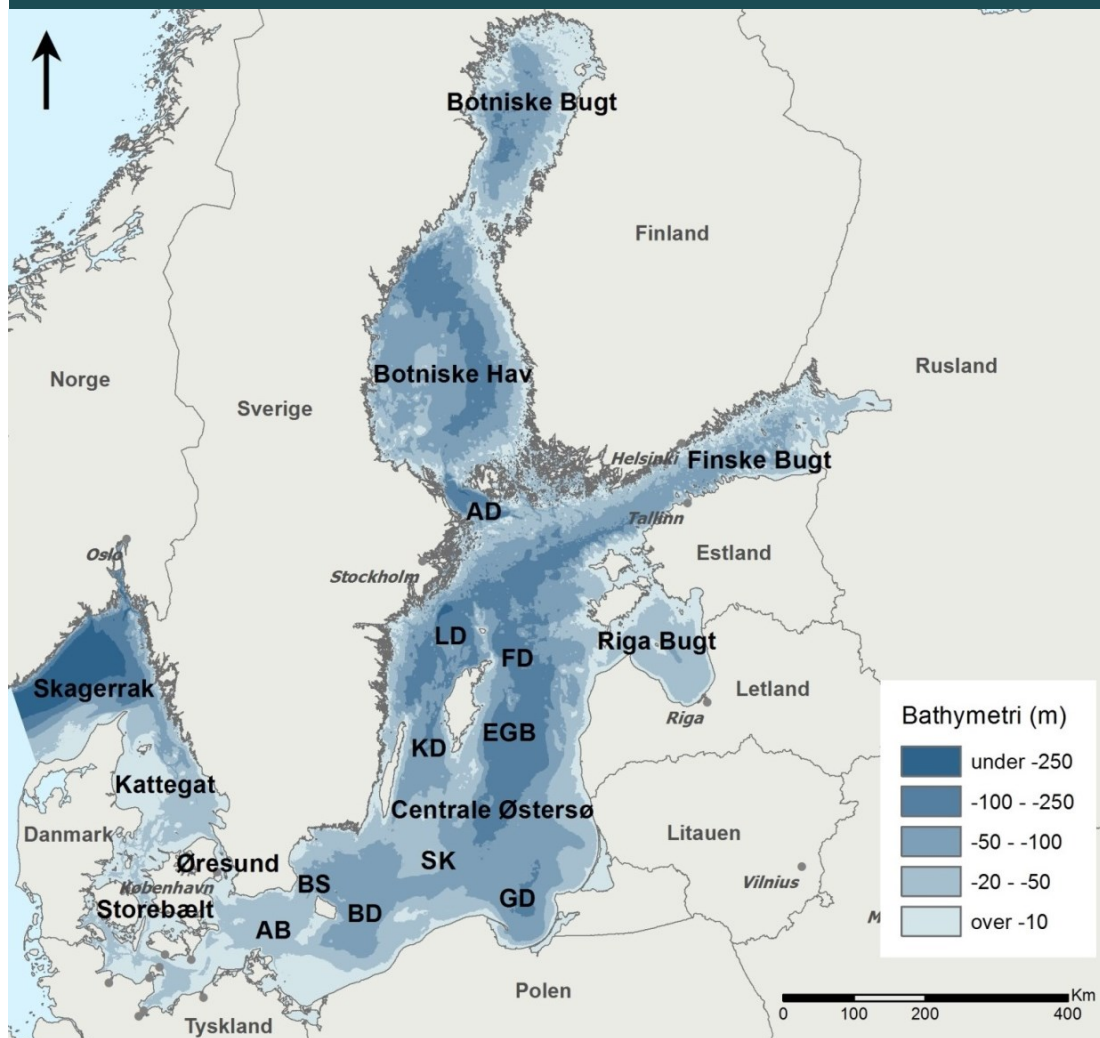 Botniske Bugt
Finland
Norge
Sverige
Botniske Hav
Rusland
Helsinki
Finske Bugt
AD
Tallinn
Oslo
Estland
Stockholm
LD
FD
Riga Bugt
Skagerrak
Letland
Riga
EGB
KD
Kattegat
Centrale Østersø
Danmark
Litauen
Øresund
SK
København
BS
Vilnius
Storebælt
BD
GD
AB
M
Polen
Tyskland
Bathymetri (m)
under -250
-100 - -250
-50 - -100
-20 - -50
over -10
Km
0 100 200 400